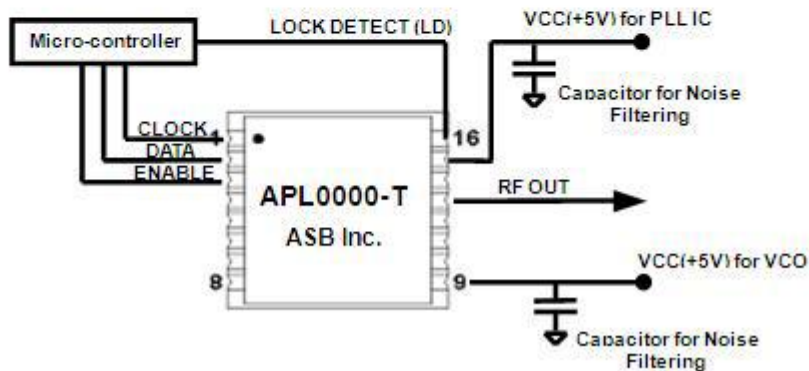 VCC(+5V) for PLL IC
Micro-controller
LOCK DETECT (LD)
Capacitor for Noise
Filtering
CLOCK
1
16
DATA
ENABLE
APL0000-T
RF OUT
ASB Inc.
8
9
VCC(+5V) for VCO
Capacitor for Noise
Filtering